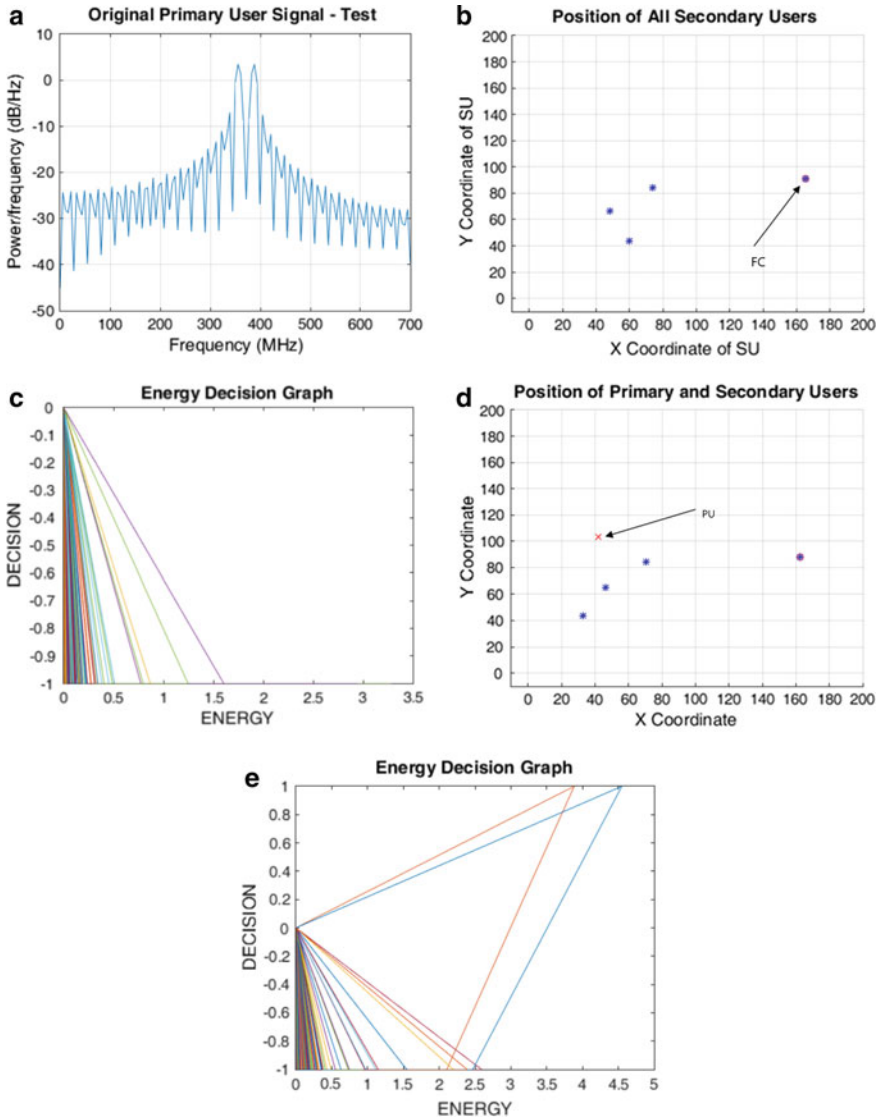 a
Original Primary User Signal - Test
10
0
-10
-20
-30
-40
-50
Power/frequency (dB/Hz)
0 100 200 300 400 500 600 700
Frequency (MHz)
b
Position of All Secondary Users
200
180
160
140
120
100
80
60
40
20
0
Y Coordinate of SU
FC
0 20 40 60 80 100 120 140 160 180 200
X Coordinate of SU
c
Energy Decision Graph
0
-0.1
-0.2
-0.3
-0.4
-0.5
-0.6
-0.7
-0.8
-0.9
-1
DECISION
0 0.5 1 1.5 2 2.5 3 3.5
ENERGY
d
Position of Primary and Secondary Users
200
180
160
140
120
100
80
60
40
20
0
Y Coordinate
PU
0 20 40 60 80 100 120 140 160 180 200
X Coordinate
e
Energy Decision Graph
1
0.8
0.6
0.4
0.2
0
-0.2
-0.4
-0.6
-0.8
-1
DECISION
0 0.5 1 1.5 2 2.5 3 3.5 4 4.5 5
ENERGY